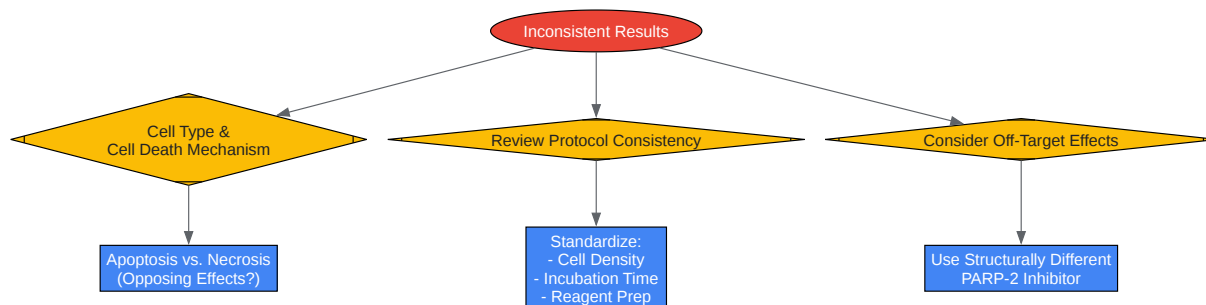 Inconsistent Results
Cell Type &
Cell Death Mechanism
Review Protocol Consistency
Consider Off-Target Effects
Apoptosis vs. Necrosis
(Opposing Effects?)
Standardize:
- Cell Density
- Incubation Time
- Reagent Prep
Use Structurally Different
PARP-2 Inhibitor